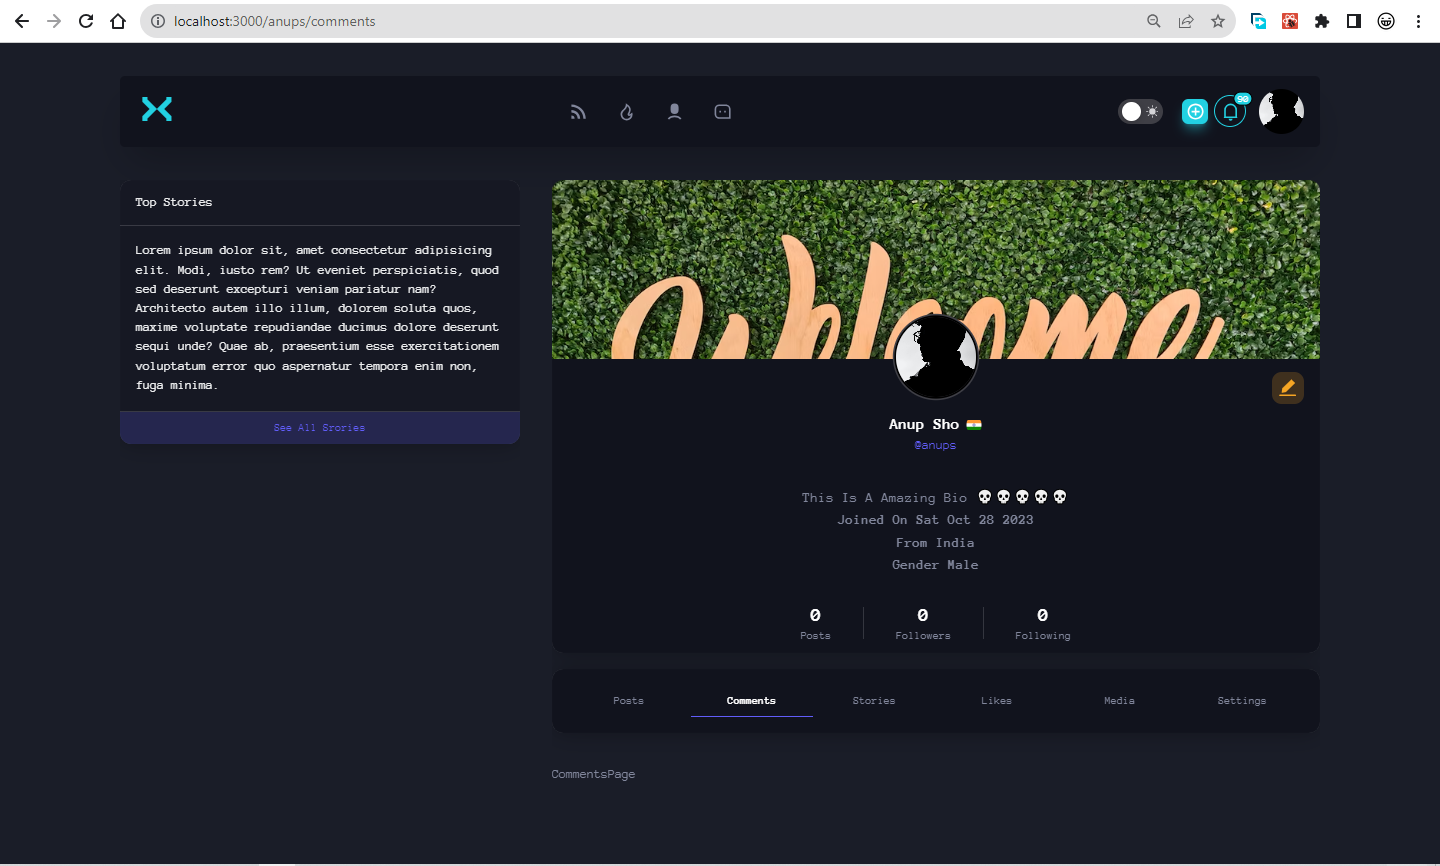 localhost:3000/anups/comments
90
Top Stories
Lorem ipsum dolor sit, amet consectetur adipisicing
elit. Modi, iusto rem? Ut eveniet perspiciatis, quod
sed deserunt excepturi veniam pariatur nam?
Architecto autem illo illum, dolorem soluta quos,
maxime voluptate repudiandae ducimus dolore deserunt
sequi unde? Quae ab, praesentium esse exercitationem
voluptatum error quo aspernatur tempora enim non,
fuga minima.
See All Srories
Welcome
Anup Sho 🇮🇳
@anups
This Is A Amazing Bio 💀💀💀💀💀
Joined On Sat Oct 28 2023
From India
Gender Male
0 0 0
Posts Followers Following
Posts Comments Stories Likes Media Settings
CommentsPage